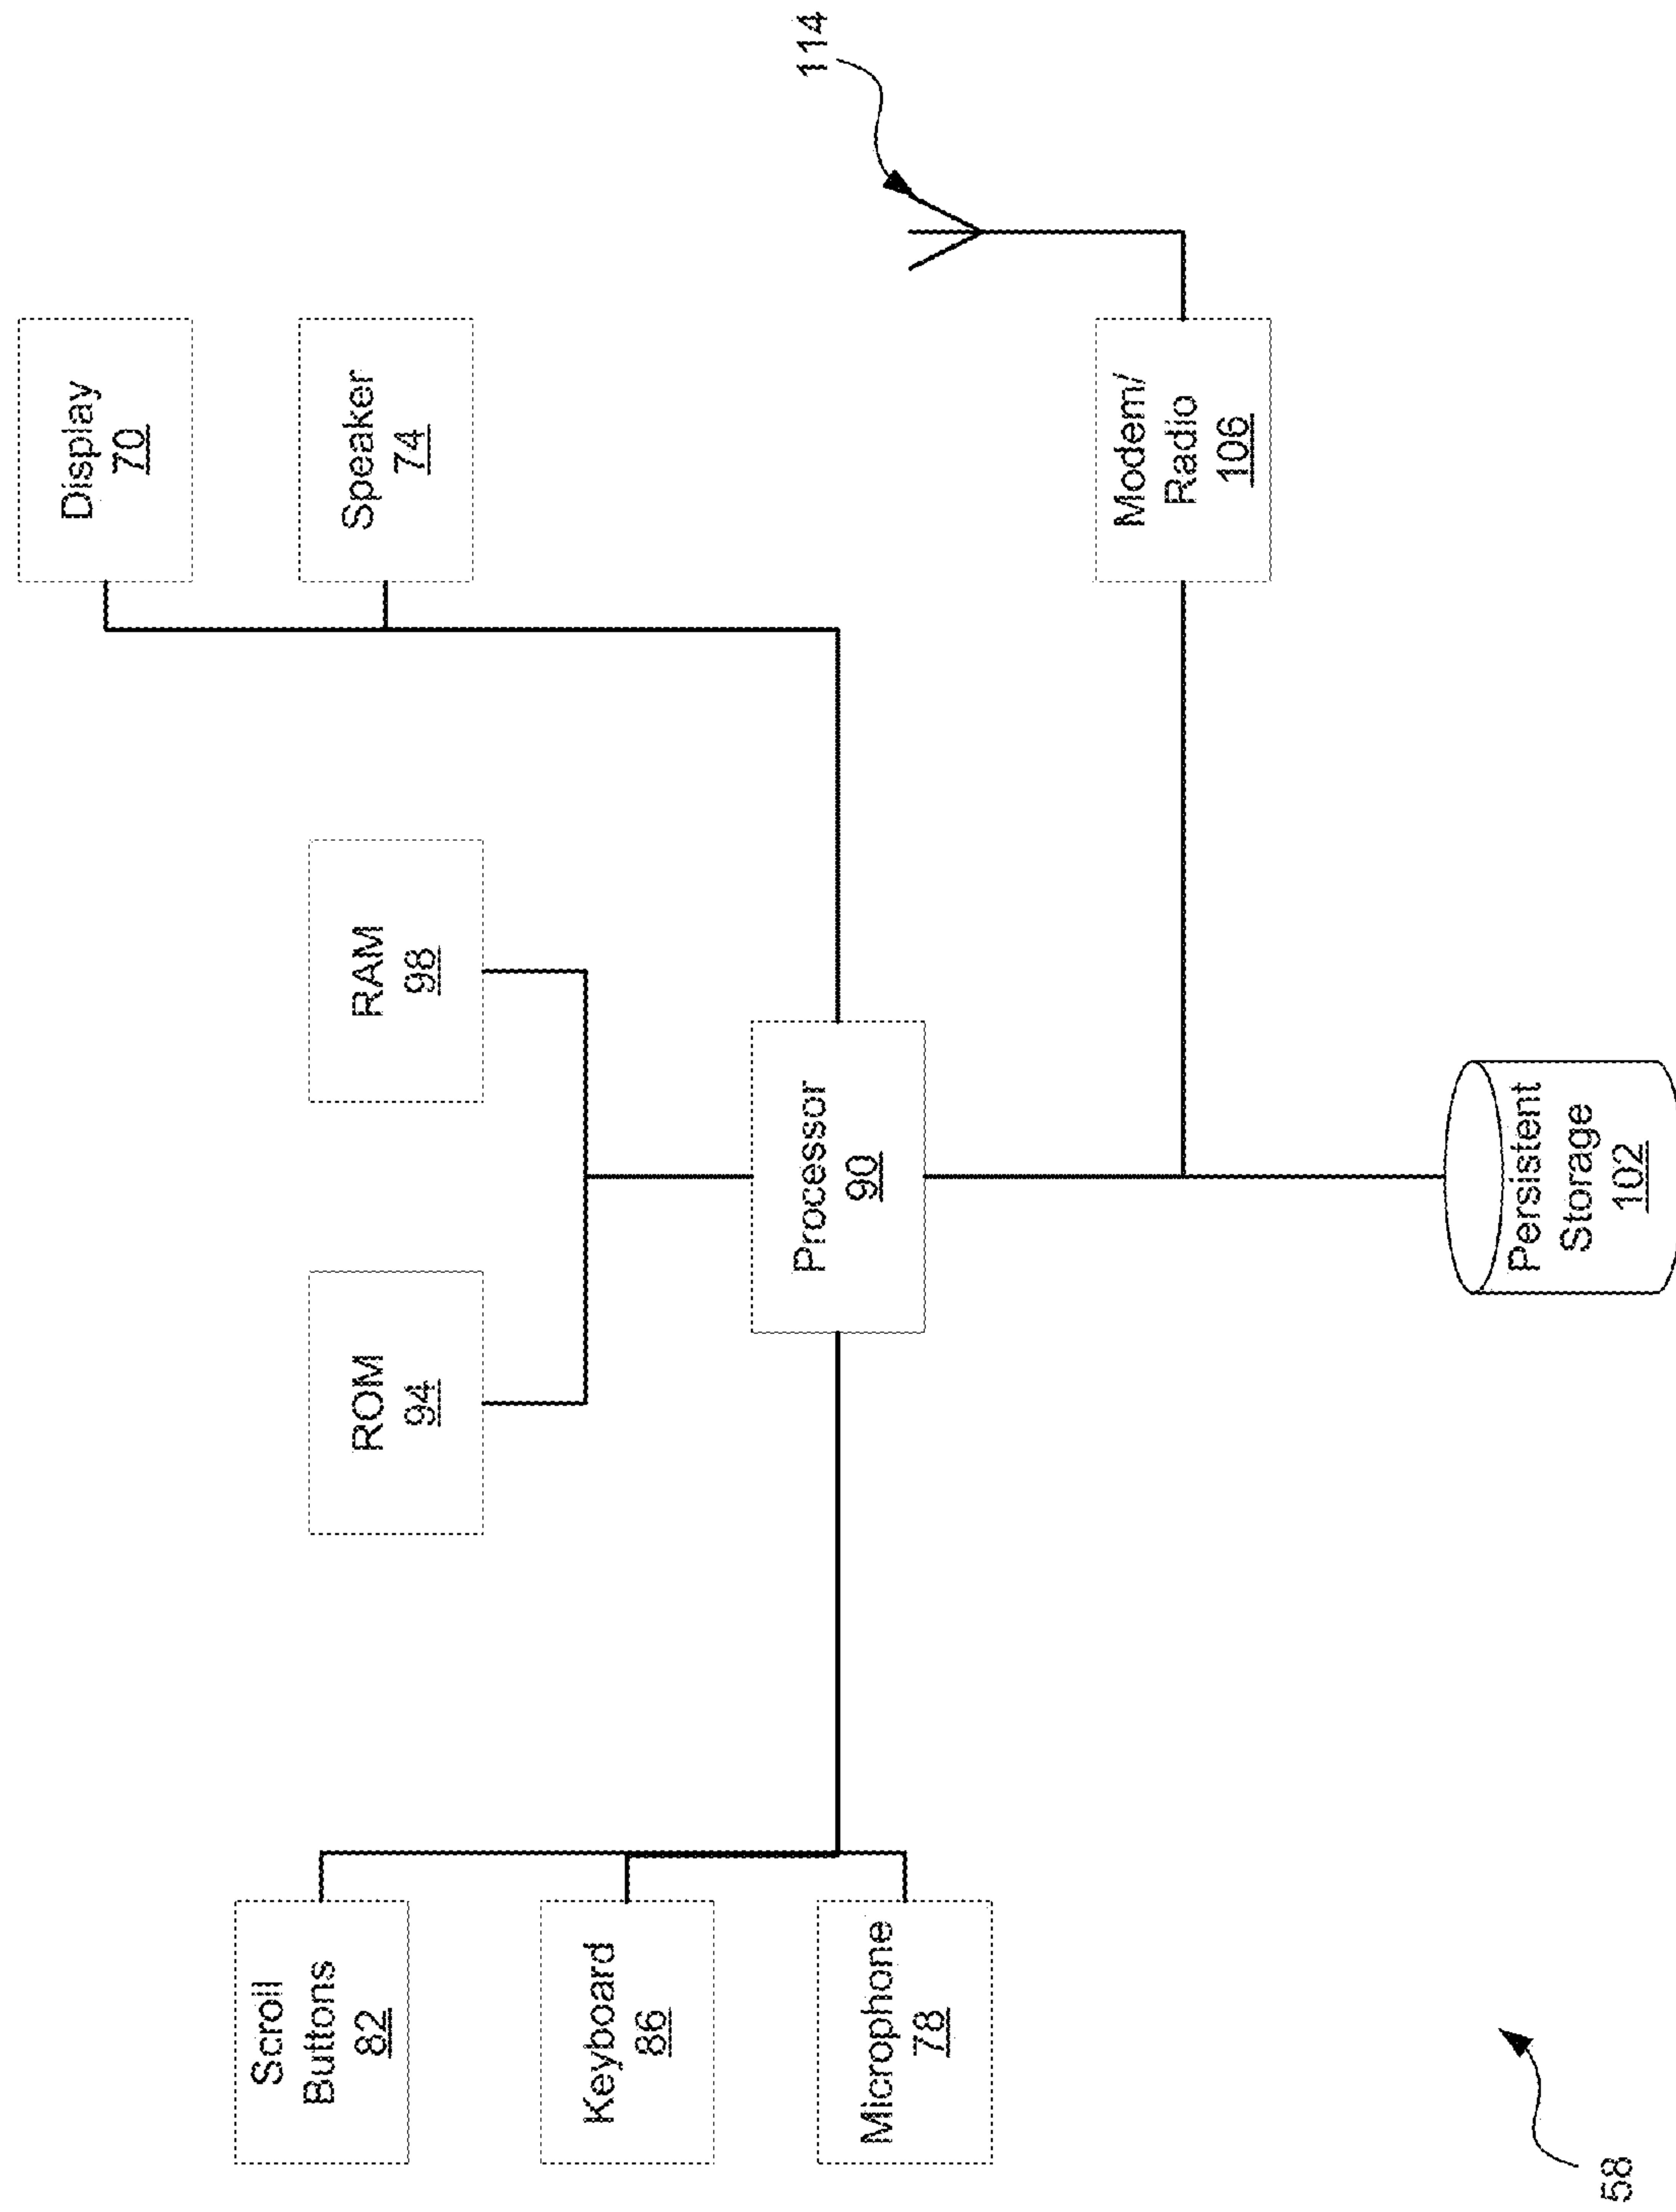 Scroll
Buttons
82
Keyboard
86
Microphone
78
ROM
94
RAM
98
Processor
90
Display
70
Speaker
74
Modem/
Radio
106
114
Persistent
Storage
102
58